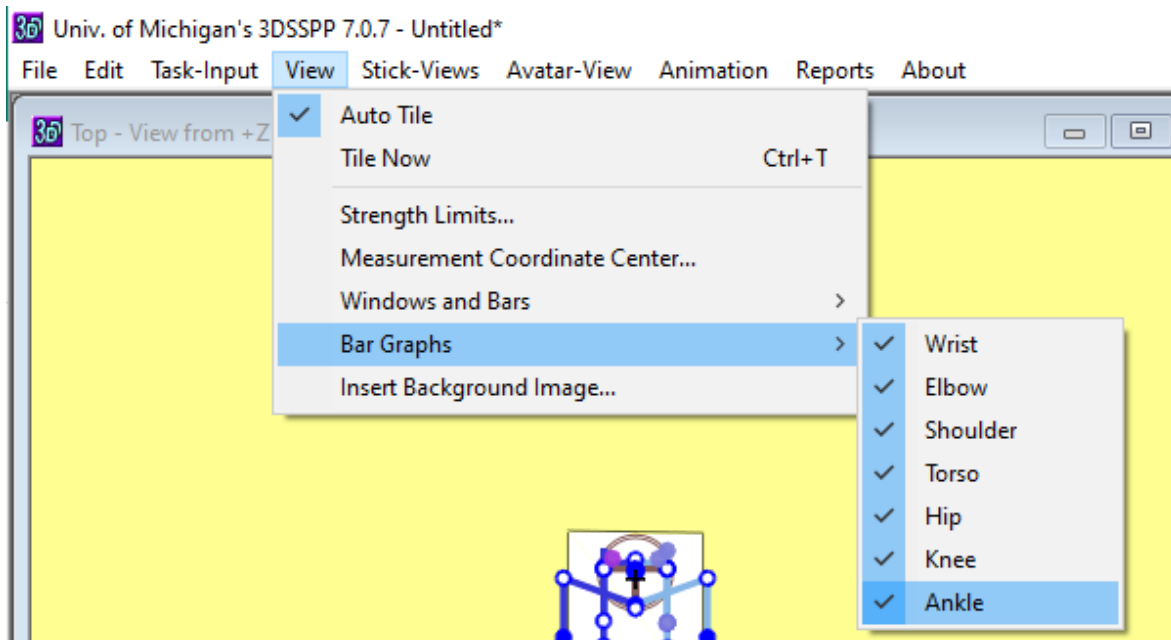 3D Univ. of Michigan's 3DSSPP 7.0.7 - Untitled*
File Edit Task-Input View Stick-Views Avatar-View Animation Reports About
3D Top - View from +Z
Auto Tile
Tile Now Ctrl+T
Strength Limits...
Measurement Coordinate Center...
Windows and Bars
Bar Graphs
Insert Background Image...
Wrist
Elbow
Shoulder
Torso
Hip
Knee
Ankle